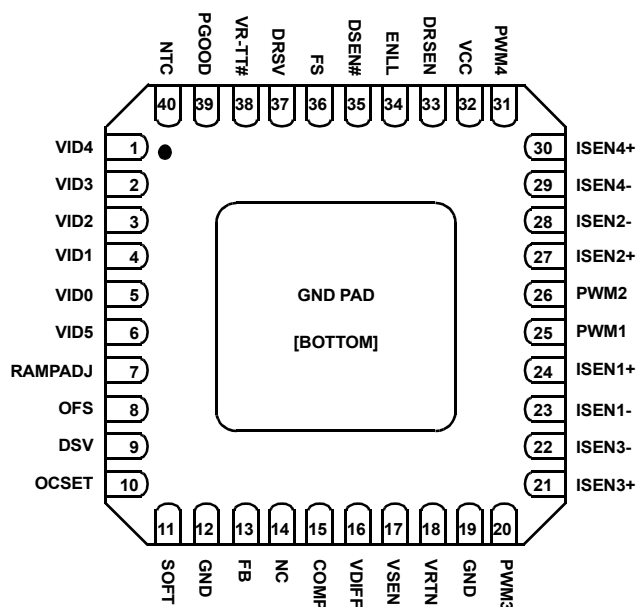 NTC
PGOOD
VR-TT#
DRSV
FS
DSEN#
ENLL
DRSEN
VCC
PWM4
40
39
38
37
36
35
34
33
32
31
VID4 1
VID3 2
VID2 3
VID1 4
VID0 5
VID5 6
RAMPADJ 7
OFS 8
DSV 9
OCSET 10
GND PAD
[BOTTOM]
30 ISEN4+
29 ISEN4-
28 ISEN2-
27 ISEN2+
26 PWM2
25 PWM1
24 ISEN1+
23 ISEN1-
22 ISEN3-
21 ISEN3+
11
12
13
14
15
16
17
18
19
20
SOFT
GND
FB
NC
COMP
VDIFF
VSEN
VRTN
GND
PWM3